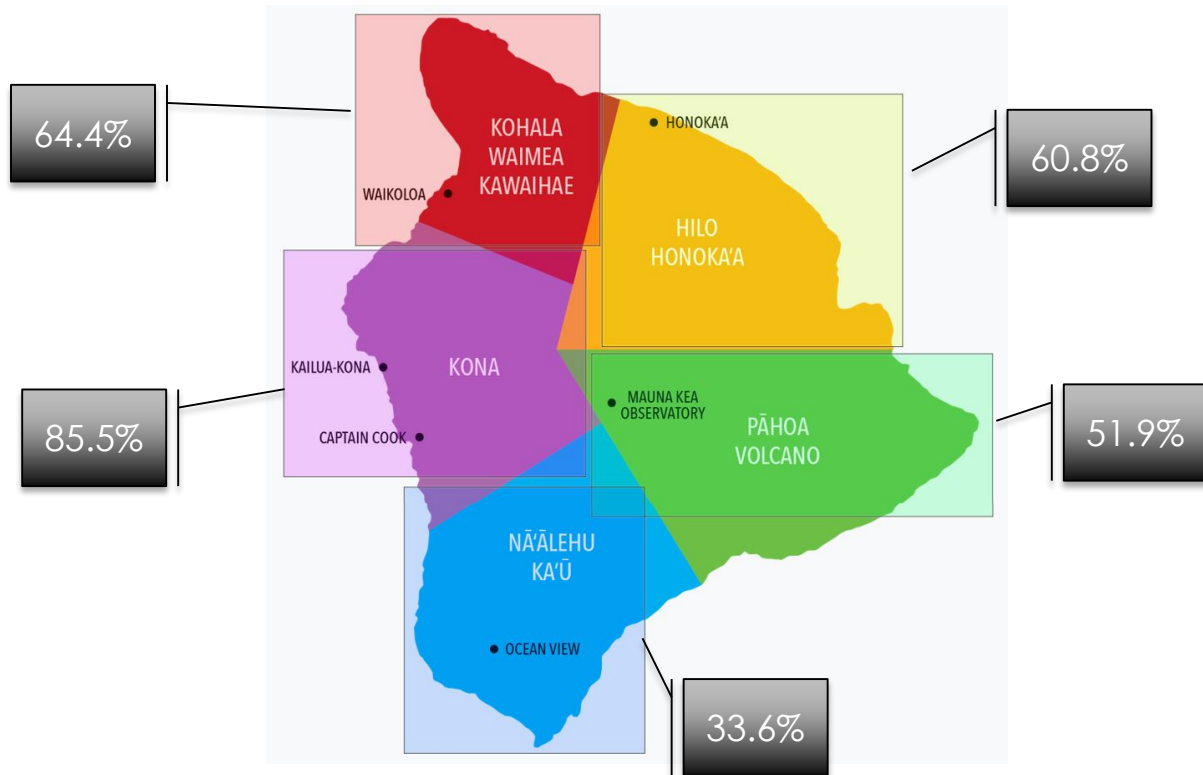 64.4%
KOHALA
WAIMEA
KAWAIHAE
WAIKOLOA
HONOKA‘A
60.8%
HILO
HONOKA‘A
KAILUA-KONA
KONA
CAPTAIN COOK
85.5%
MAUNA KEA
OBSERVATORY
PĀHOA
VOLCANO
51.9%
NĀ‘ĀLEHU
KA‘Ū
OCEAN VIEW
33.6%